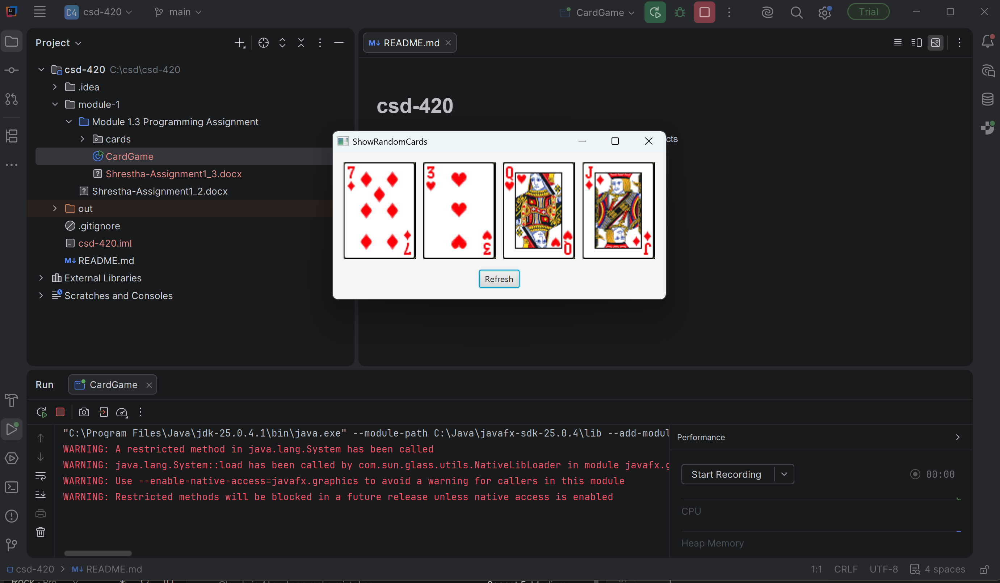 C4 csd-420 main CardGame Trial
Project
README.md
csd-420 C:\csd\csd-420
.idea
module-1
Module 1.3 Programming Assignment
cards
CardGame
Shrestha-Assignment1_3.docx
Shrestha-Assignment1_2.docx
out
.gitignore
csd-420.iml
M↓ README.md
External Libraries
Scratches and Consoles
csd-420
cts
ShowRandomCards
7 3 Q J
7 3 Q J
Refresh
Run CardGame
"C:\Program Files\Java\jdk-25.0.4.1\bin\java.exe" --module-path C:\Java\javafx-sdk-25.0.4\lib --add-modul
WARNING: A restricted method in java.lang.System has been called
WARNING: java.lang.System::load has been called by com.sun.glass.utils.NativeLibLoader in module javafx.g
WARNING: Use --enable-native-access=javafx.graphics to avoid a warning for callers in this module
WARNING: Restricted methods will be blocked in a future release unless native access is enabled
Performance
Start Recording 00:00
CPU
Heap Memory
csd-420 > M↓ README.md 1:1 CRLF UTF-8 4 spaces